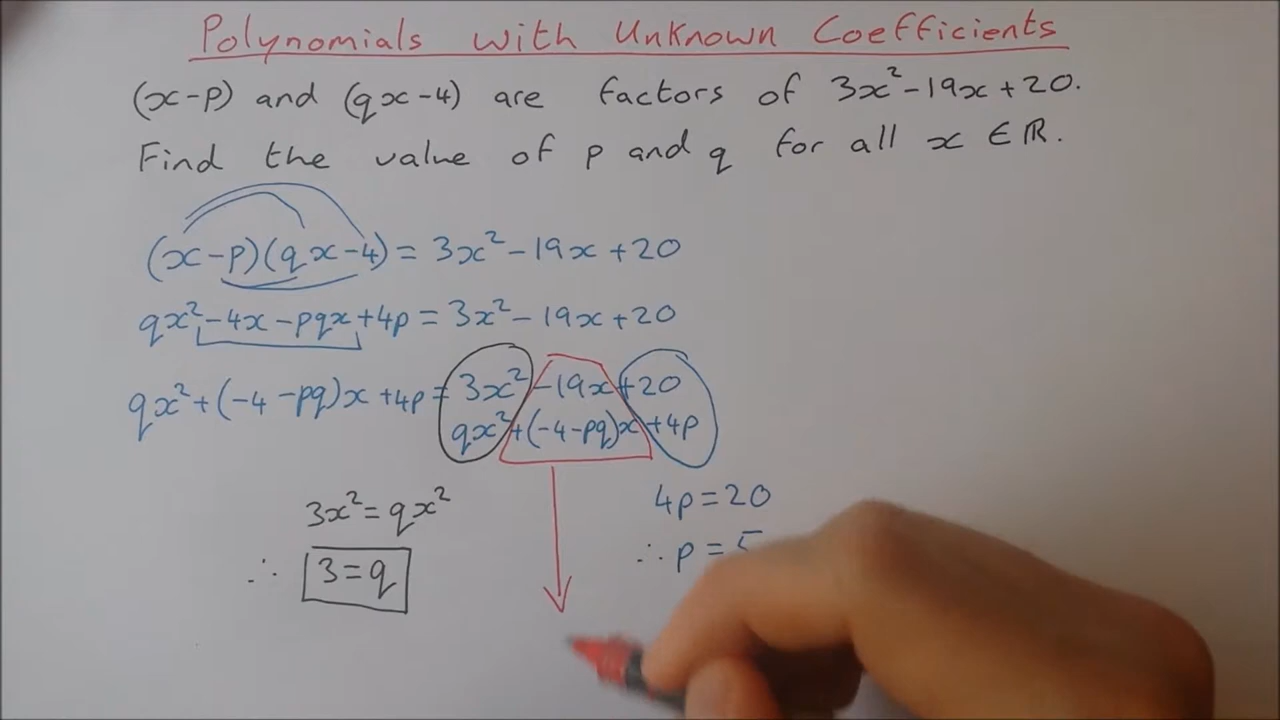 Polynomials with Unknown Coefficients
(x-p) and (qx-4) are factors of 3x²-19x+20.
Find the value of p and q for all x ∈ ℝ.
(x-p)(qx-4) = 3x²-19x+20
qx²-4x-pqx+4p = 3x²-19x+20
qx²+(-4-pq)x+4p = 3x²-19x+20
qx²+(-4-pq)x+4p
3x² = qx²
∴ 3=q
4p=20
∴ p=5